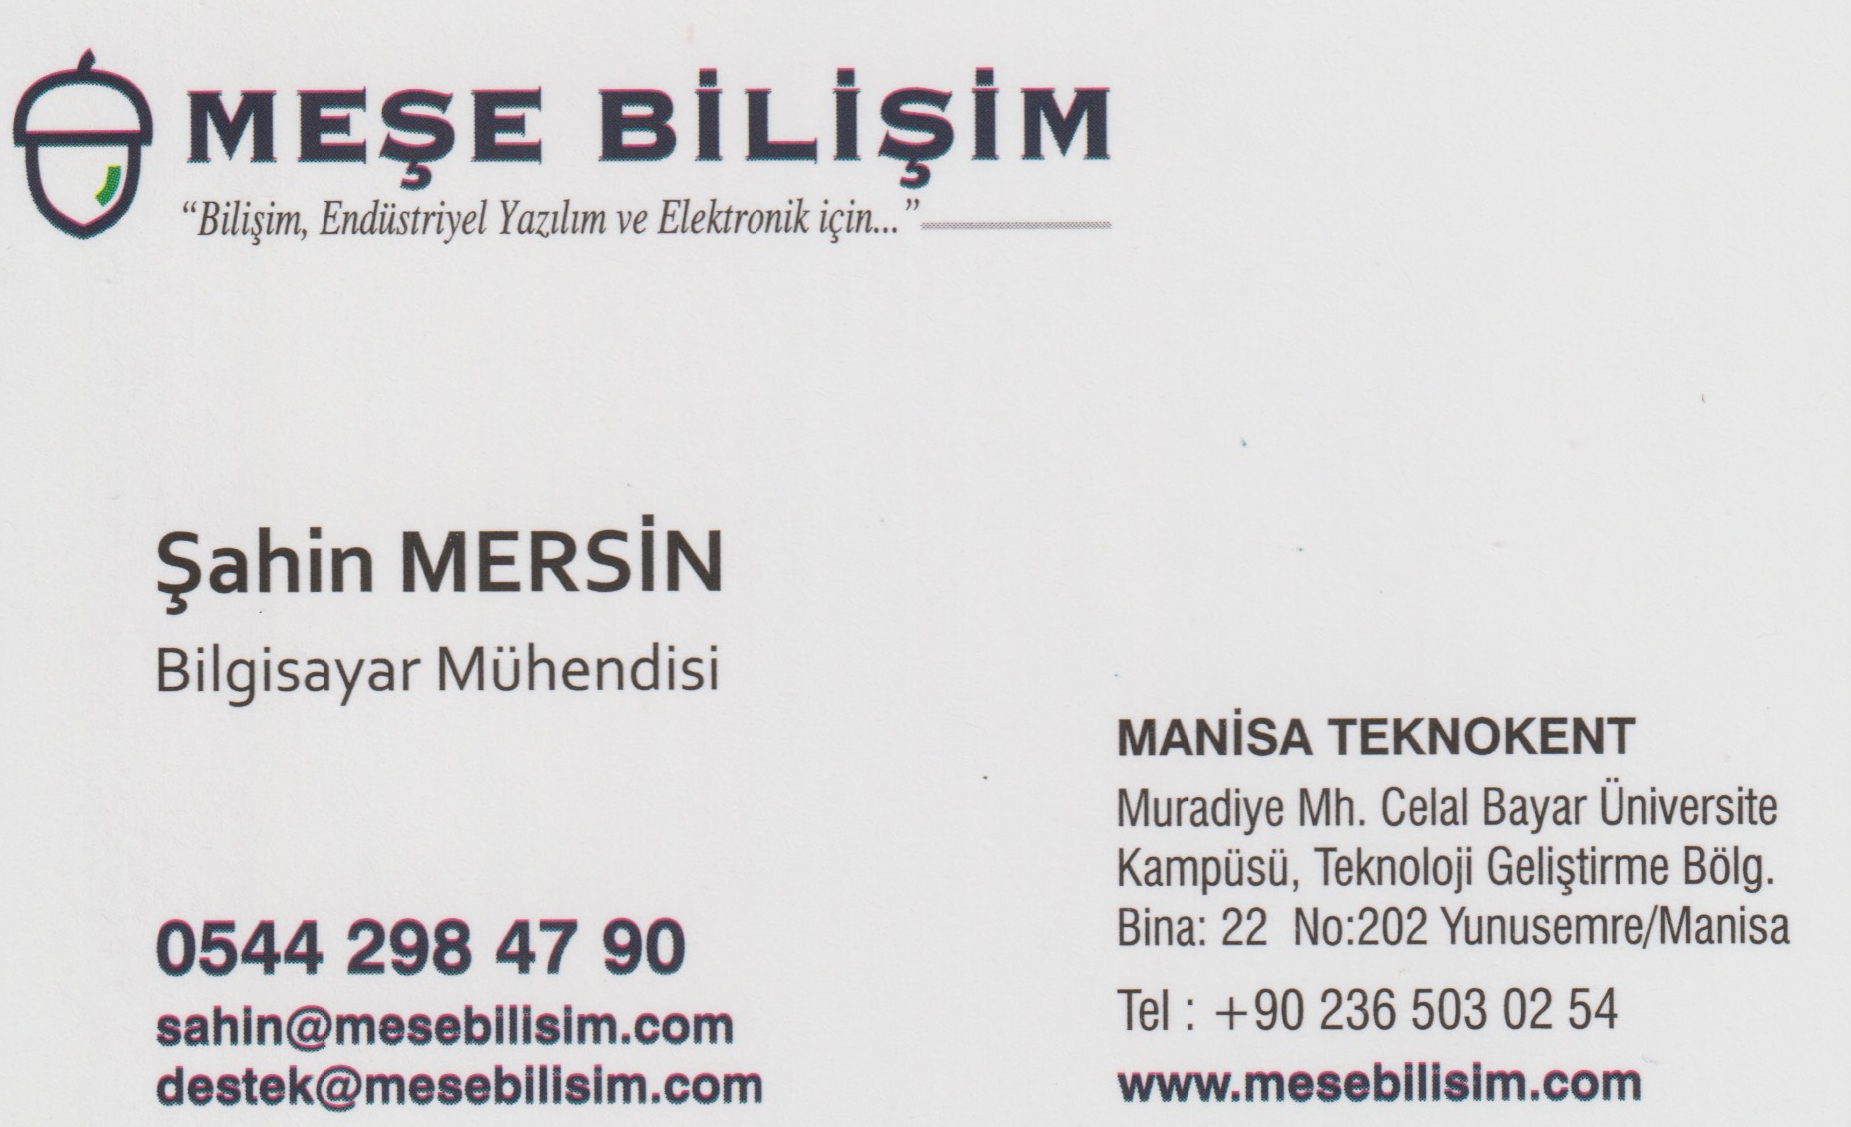 MEŞE BİLİŞİM
“Bilişim, Endüstriyel Yazılım ve Elektronik için...”
Şahin MERSİN
Bilgisayar Mühendisi
0544 298 47 90
sahin@mesebilisim.com
destek@mesebilisim.com
MANİSA TEKNOKENT
Muradiye Mh. Celal Bayar Üniversite
Kampüsü, Teknoloji Geliştirme Bölg.
Bina: 22 No:202 Yunusemre/Manisa
Tel : +90 236 503 02 54
www.mesebilisim.com